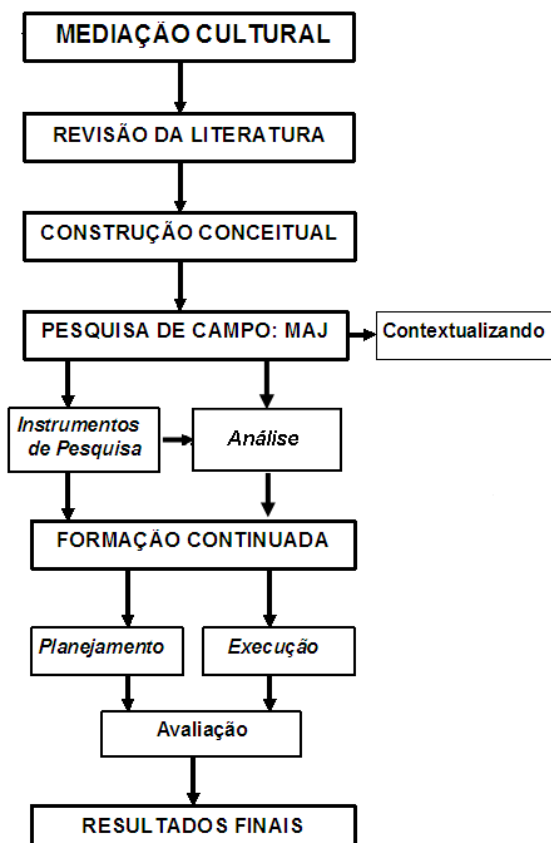 MEDIAÇÃO CULTURAL
REVISÃO DA LITERATURA
CONSTRUÇÃO CONCEITUAL
PESQUISA DE CAMPO: MAJ
Contextualizando
Instrumentos
de Pesquisa
Análise
FORMAÇÃO CONTINUADA
Planejamento
Execução
Avaliação
RESULTADOS FINAIS